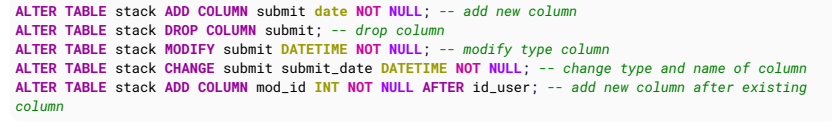 ALTER TABLE stack ADD COLUMN submit date NOT NULL; -- add new column
ALTER TABLE stack DROP COLUMN submit; -- drop column
ALTER TABLE stack MODIFY submit DATETIME NOT NULL; -- modify type column
ALTER TABLE stack CHANGE submit submit_date DATETIME NOT NULL; -- change type and name of column
ALTER TABLE stack ADD COLUMN mod_id INT NOT NULL AFTER id_user; -- add new column after existing
column